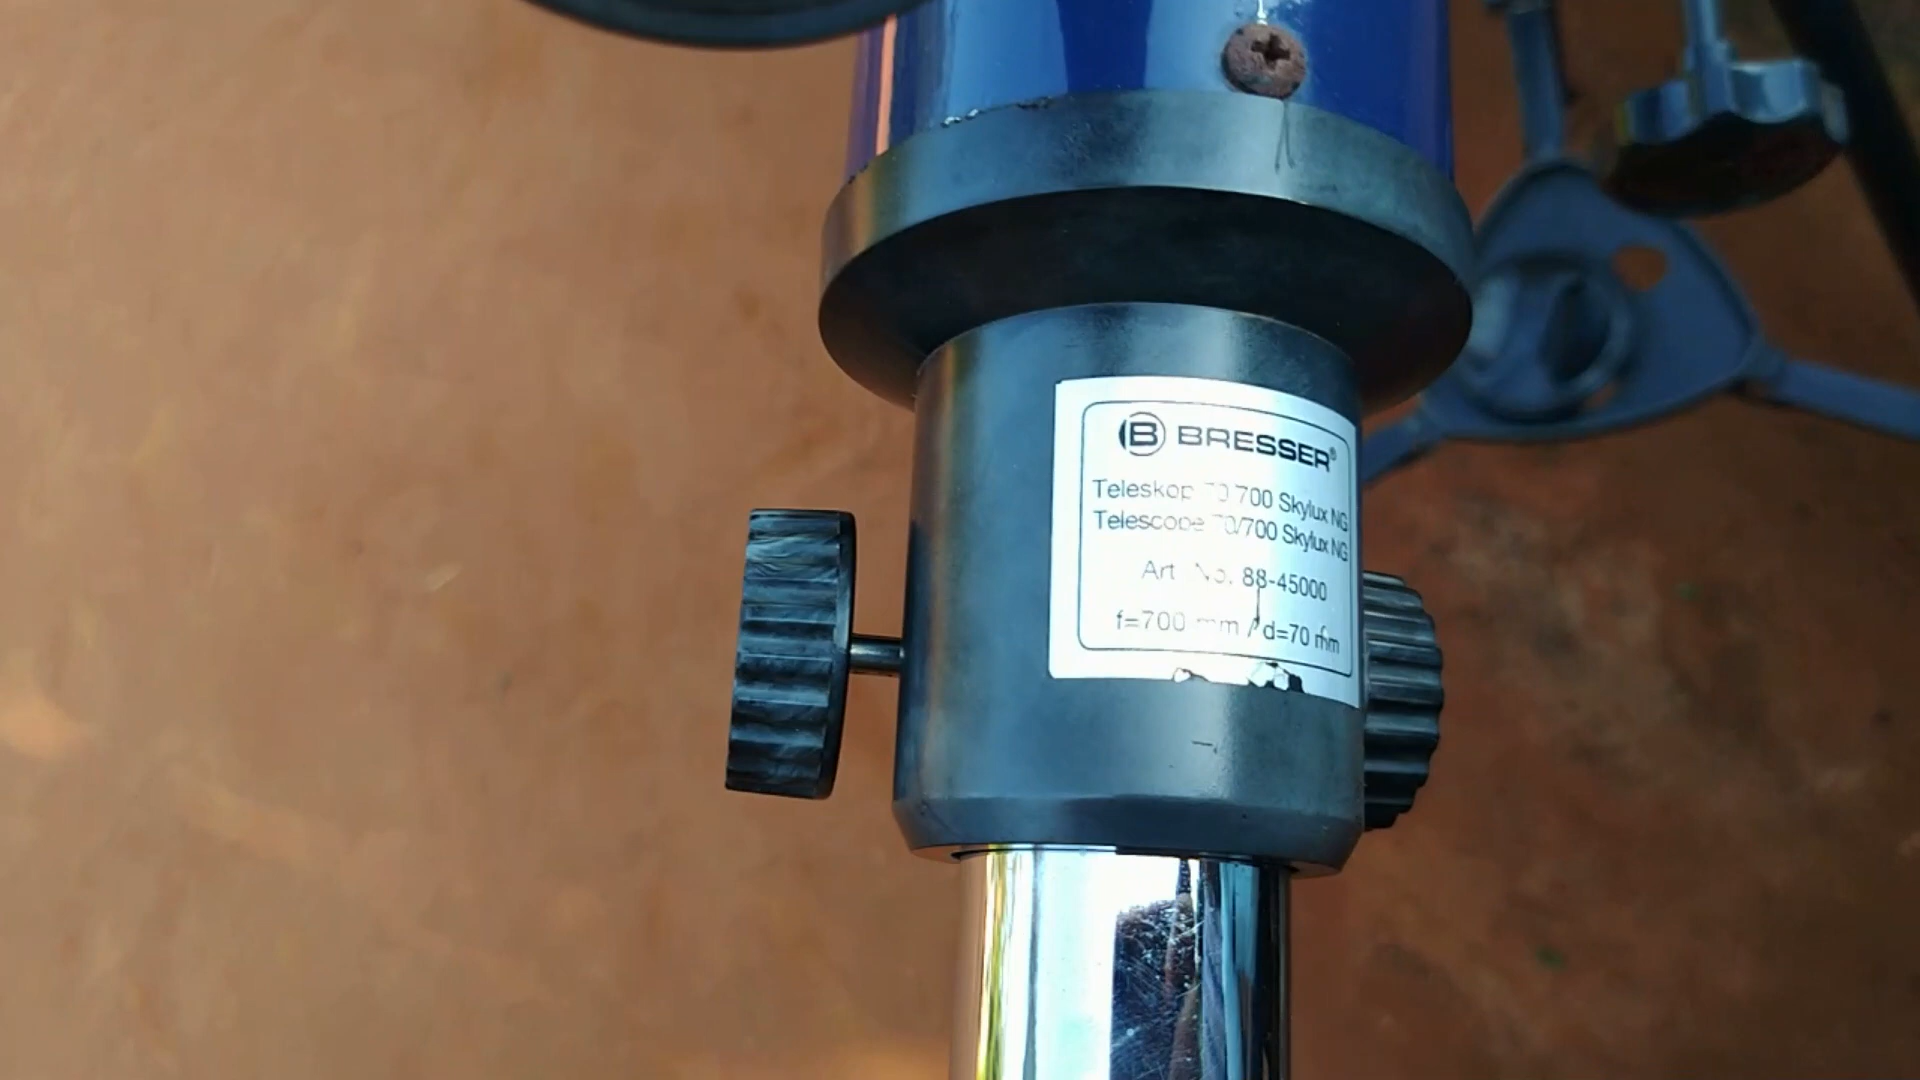 B BRESSER®
Teleskop 70/700 Skylux NG
Telescope 70/700 Skylux NG
Art. No. 88-45000
f=700 mm / d=70 mm